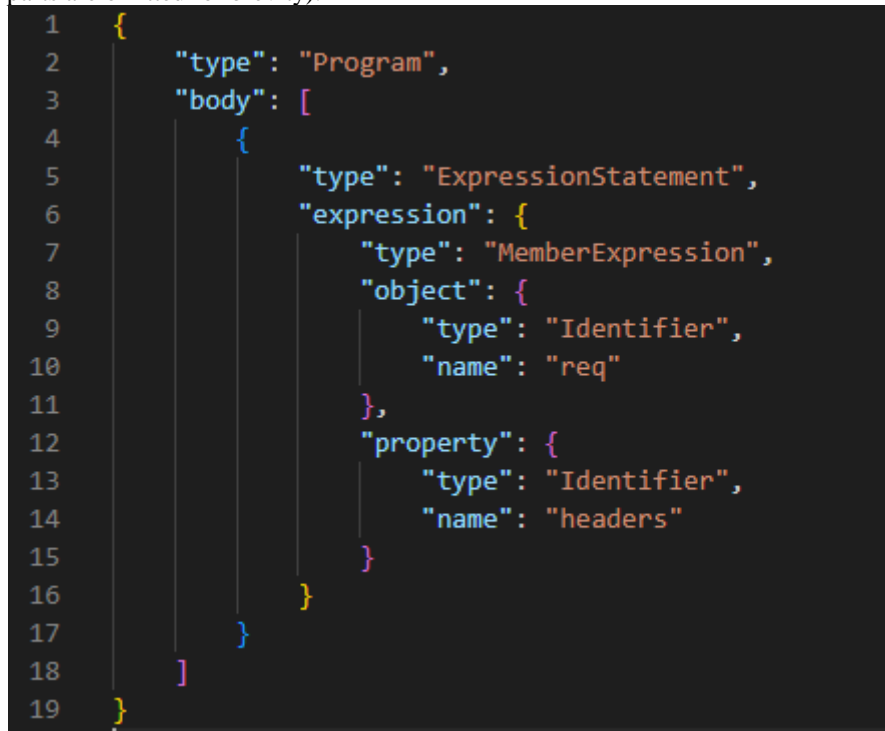 1 {
2 "type": "Program",
3 "body": [
4 {
5 "type": "ExpressionStatement",
6 "expression": {
7 "type": "MemberExpression",
8 "object": {
9 "type": "Identifier",
10 "name": "req"
11 },
12 "property": {
13 "type": "Identifier",
14 "name": "headers"
15 }
16 }
17 }
18 ]
19 }